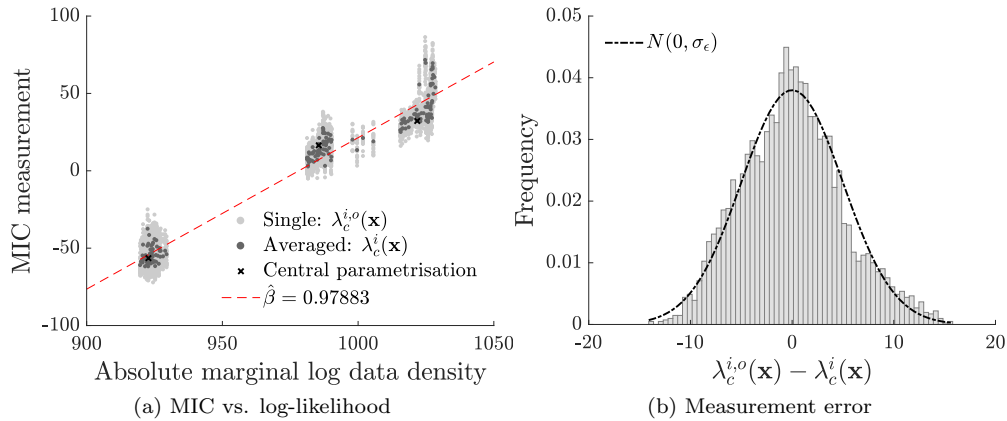 100
50
0
-50
-100
MIC measurement
Single: λ_c^{i,o}(x)
Averaged: λ_c^i(x)
Central parametrisation
β̂ = 0.97883
900
950
1000
1050
Absolute marginal log data density
(a) MIC vs. log-likelihood
0.05
0.04
0.03
0.02
0.01
0
Frequency
N(0, σ_ϵ)
-20
-10
0
10
20
λ_c^{i,o}(x) − λ_c^i(x)
(b) Measurement error